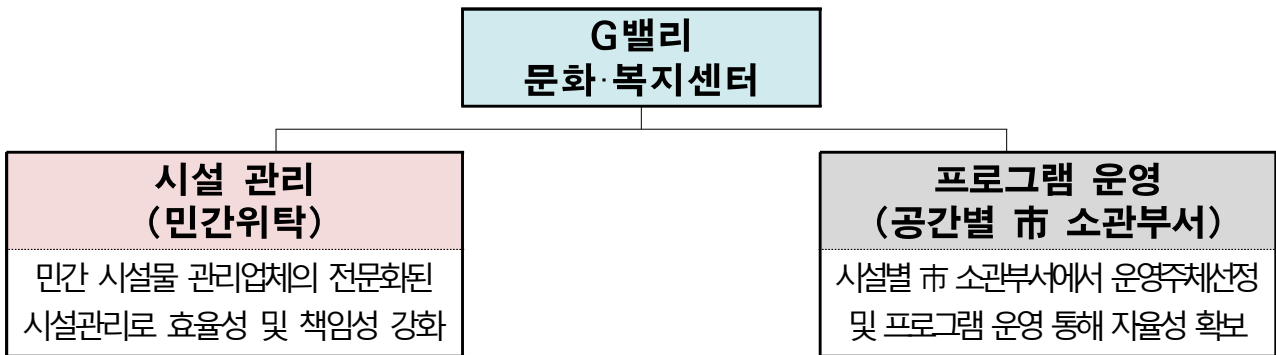 G밸리
문화·복지센터
시설 관리
(민간위탁)
민간 시설물 관리업체의 전문화된
시설관리로 효율성 및 책임성 강화
프로그램 운영
(공간별 市 소관부서)
시설별 市 소관부서에서 운영주체선정
및 프로그램 운영 통해 자율성 확보